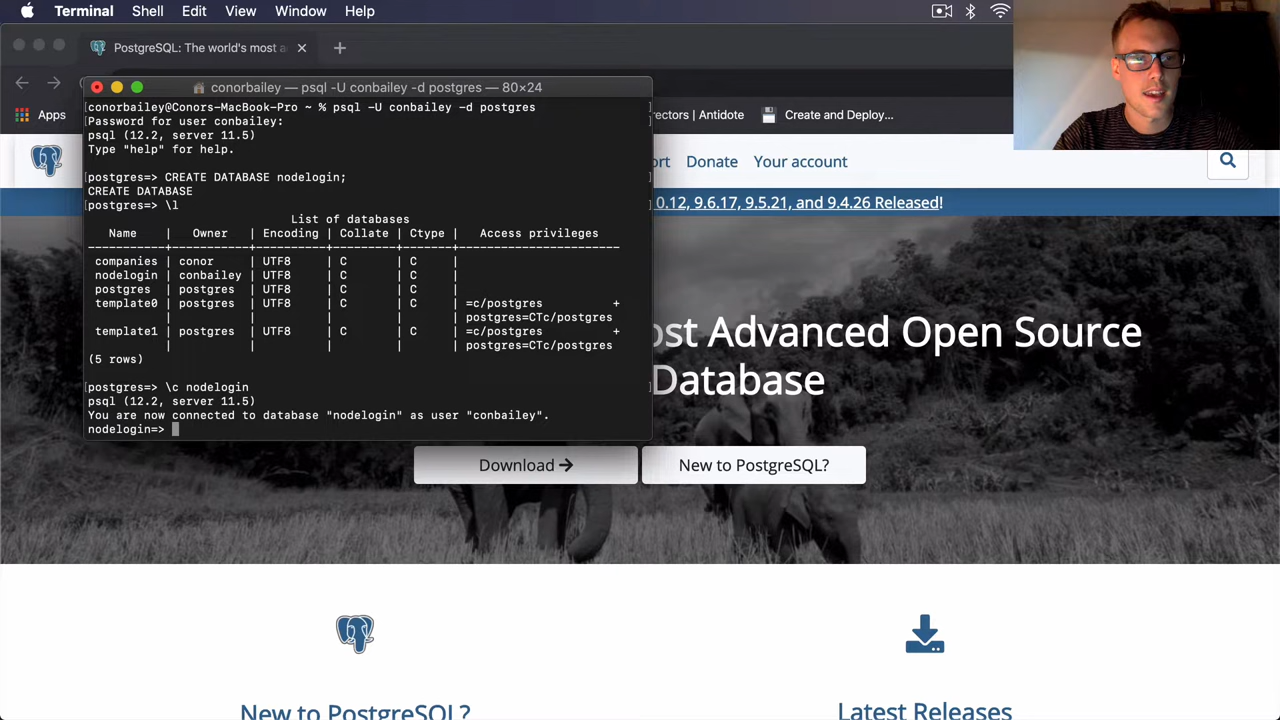 Terminal Shell Edit View Window Help
PostgreSQL: The world's most a
conorbailey — psql -U conbailey -d postgres — 80×24
conorbailey@Conors-MacBook-Pro ~ % psql -U conbailey -d postgres
Password for user conbailey:
psql (12.2, server 11.5)
Type "help" for help.
postgres=> CREATE DATABASE nodelogin;
CREATE DATABASE
postgres=> \l
List of databases
Name | Owner | Encoding | Collate | Ctype | Access privileges
-----------+----------+----------+---------+-------+-----------------------
companies | conor | UTF8 | C | C |
nodelogin | conbailey | UTF8 | C | C |
postgres | postgres | UTF8 | C | C |
template0 | postgres | UTF8 | C | C | =c/postgres +
| | | | | postgres=CTc/postgres
template1 | postgres | UTF8 | C | C | =c/postgres +
| | | | | postgres=CTc/postgres
(5 rows)
postgres=> \c nodelogin
psql (12.2, server 11.5)
You are now connected to database "nodelogin" as user "conbailey".
nodelogin=>
Apps
rectors | Antidote Create and Deploy...
ort Donate Your account
0.12, 9.6.17, 9.5.21, and 9.4.26 Released!
ost Advanced Open Source
Database
Download New to PostgreSQL?
New to PostgreSQL? Latest Releases